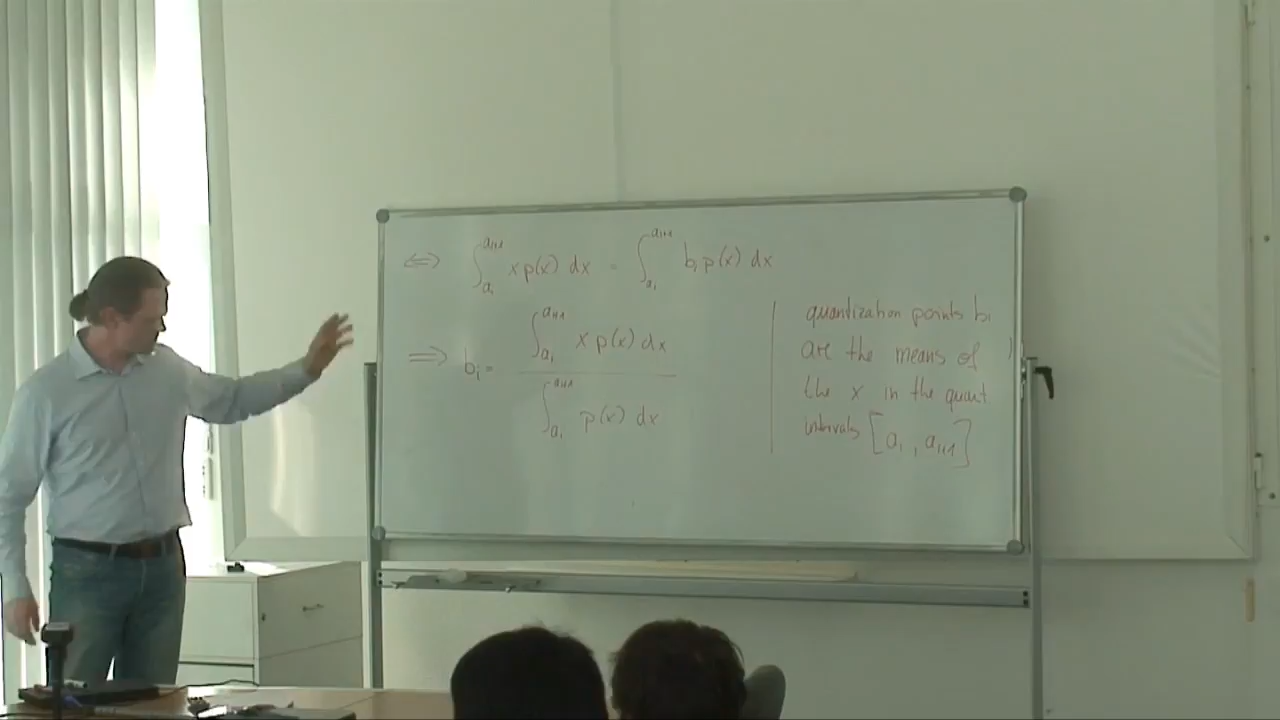 ⇔ ∫_{a_i}^{a_{i+1}} x p(x) dx = ∫_{a_i}^{a_{i+1}} b_i p(x) dx
⇒ b_i = ∫_{a_i}^{a_{i+1}} x p(x) dx / ∫_{a_i}^{a_{i+1}} p(x) dx
quantization points b_i
are the means of
the x in the quant
intervals [a_i, a_{i+1}]